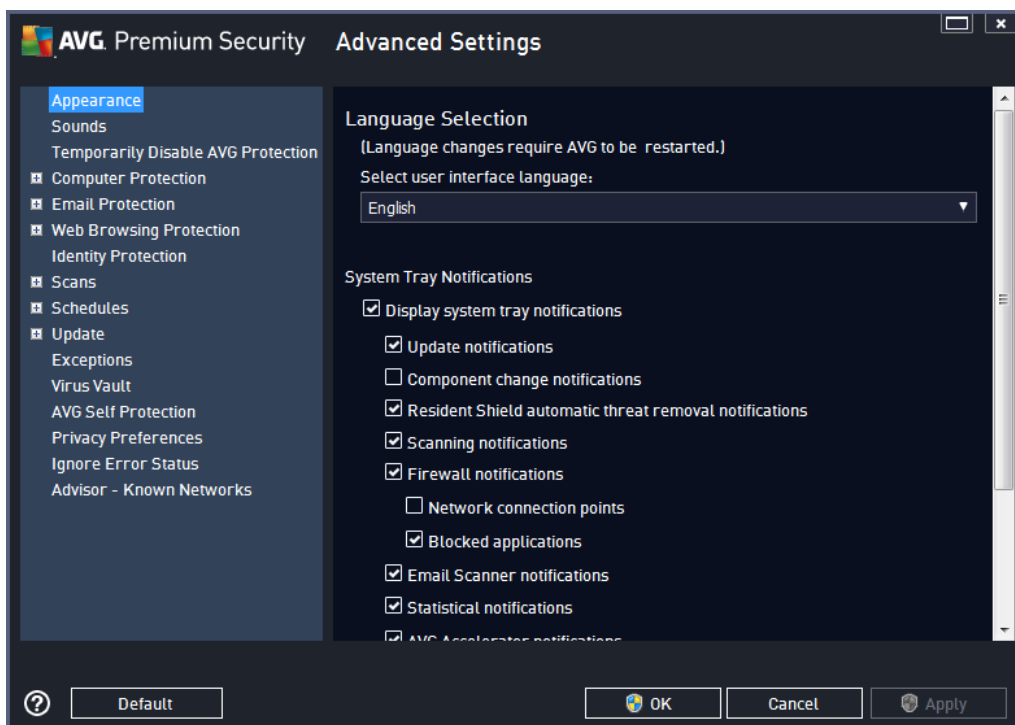 AVG. Premium Security
Advanced Settings
Appearance
Sounds
Temporarily Disable AVG Protection
Computer Protection
Email Protection
Web Browsing Protection
Identity Protection
Scans
Schedules
Update
Exceptions
Virus Vault
AVG Self Protection
Privacy Preferences
Ignore Error Status
Advisor - Known Networks
Language Selection
(Language changes require AVG to be restarted.)
Select user interface language:
English
System Tray Notifications
Display system tray notifications
Update notifications
Component change notifications
Resident Shield automatic threat removal notifications
Scanning notifications
Firewall notifications
Network connection points
Blocked applications
Email Scanner notifications
Statistical notifications
AVG Accelerator notifications
Default
OK
Cancel
Apply